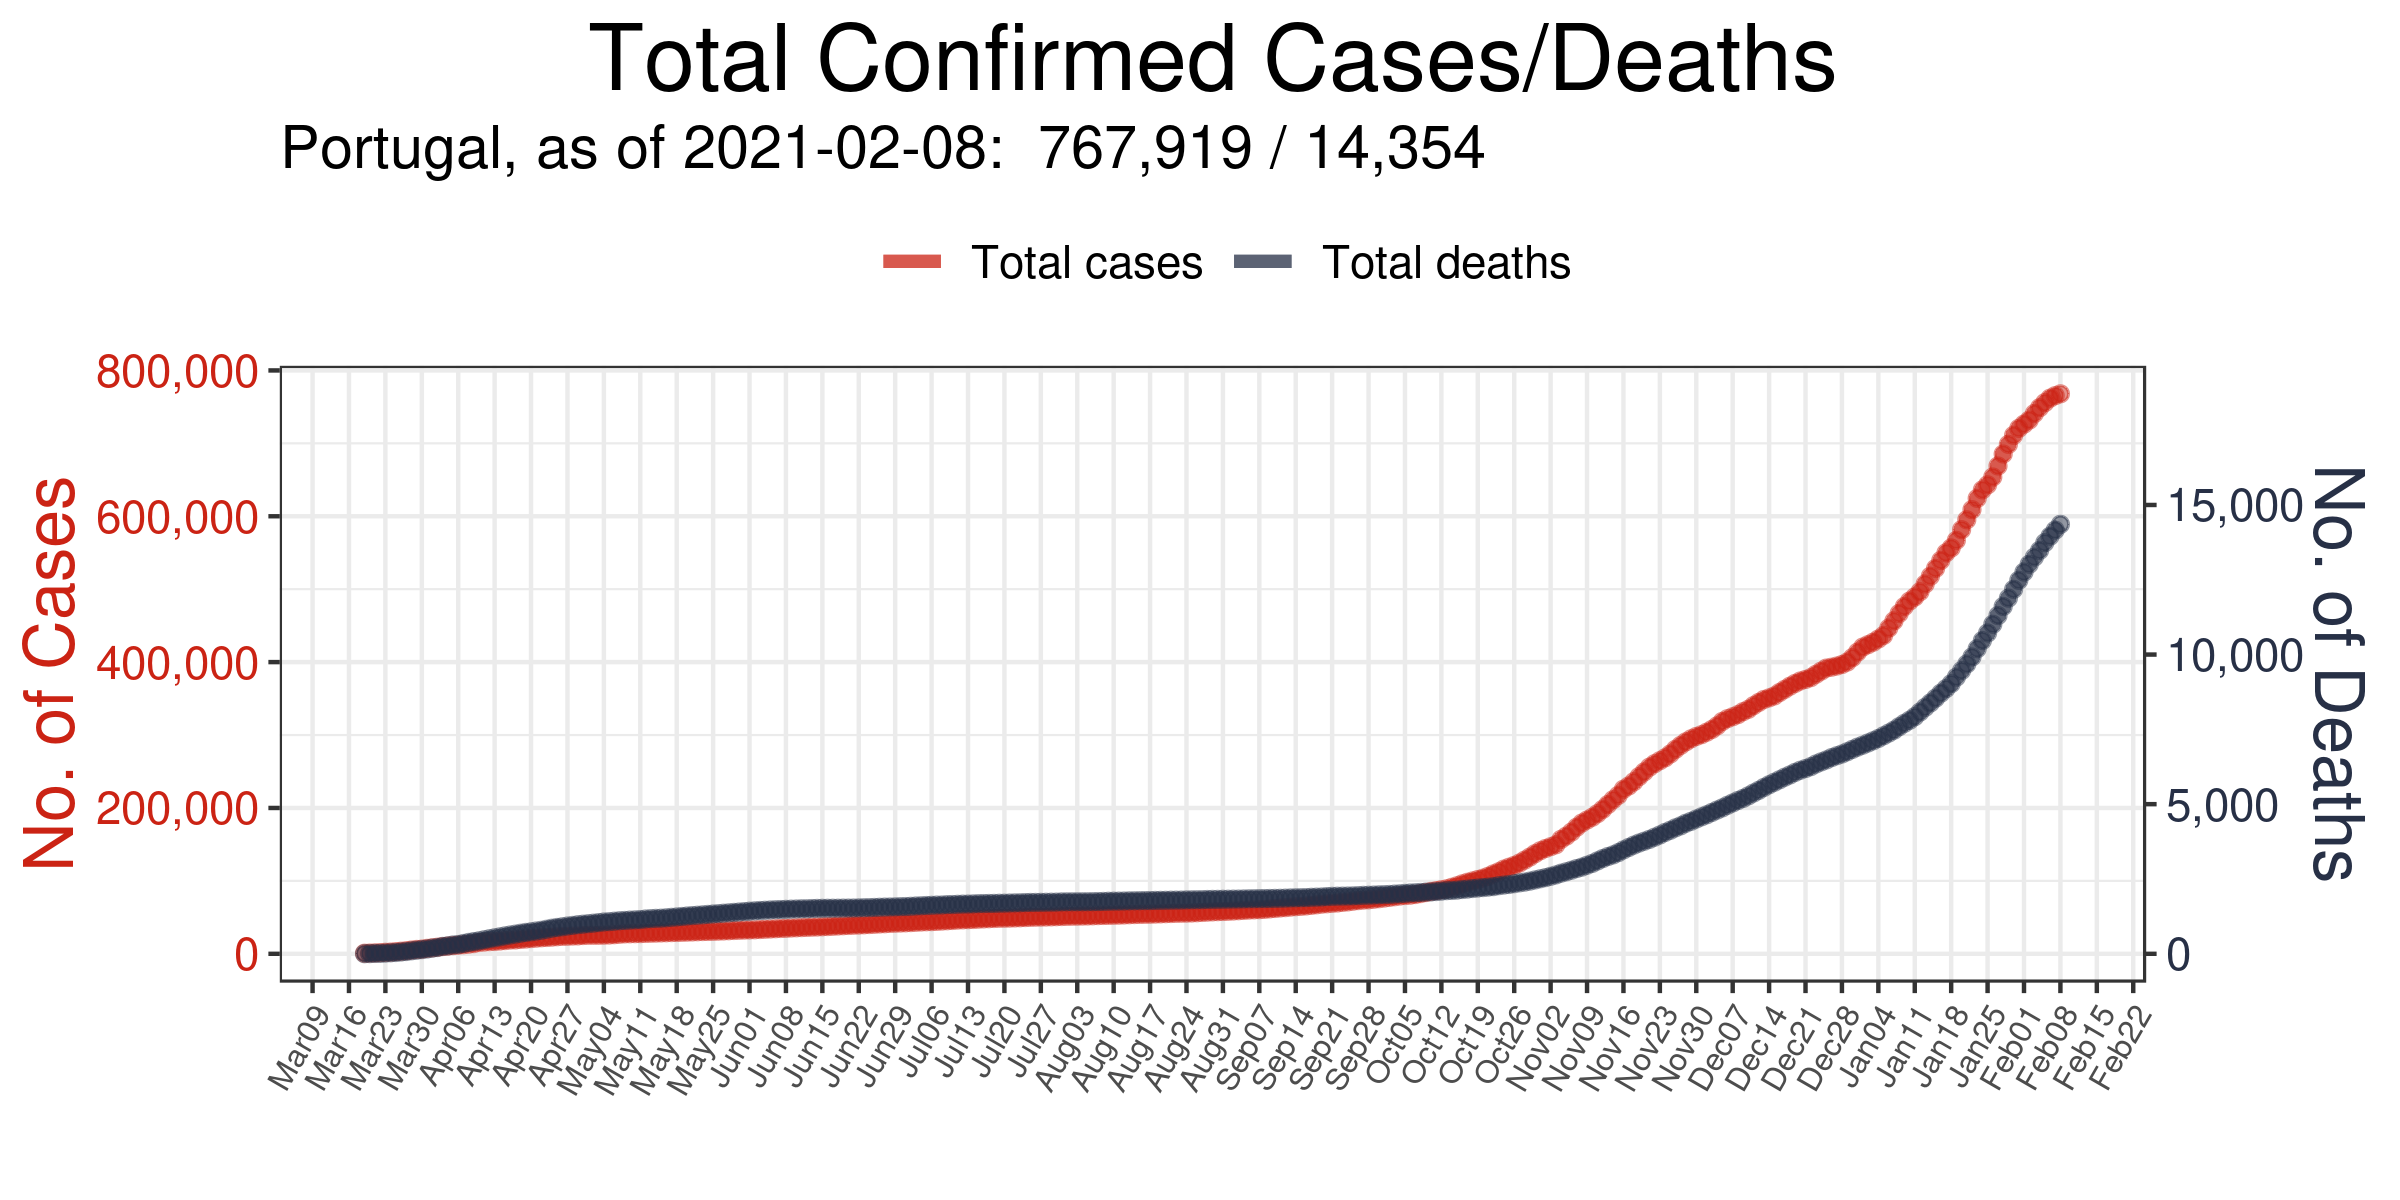 Total Confirmed Cases/Deaths
Portugal, as of 2021-02-08:  767,919 / 14,354
Total cases
Total deaths
No. of Cases
800,000
600,000
400,000
200,000
0
No. of Deaths
15,000
10,000
5,000
0
Mar09
Mar16
Mar23
Mar30
Apr06
Apr13
Apr20
Apr27
May04
May11
May18
May25
Jun01
Jun08
Jun15
Jun22
Jun29
Jul06
Jul13
Jul20
Jul27
Aug03
Aug10
Aug17
Aug24
Aug31
Sep07
Sep14
Sep21
Sep28
Oct05
Oct12
Oct19
Oct26
Nov02
Nov09
Nov16
Nov23
Nov30
Dec07
Dec14
Dec21
Dec28
Jan04
Jan11
Jan18
Jan25
Feb01
Feb08
Feb15
Feb22